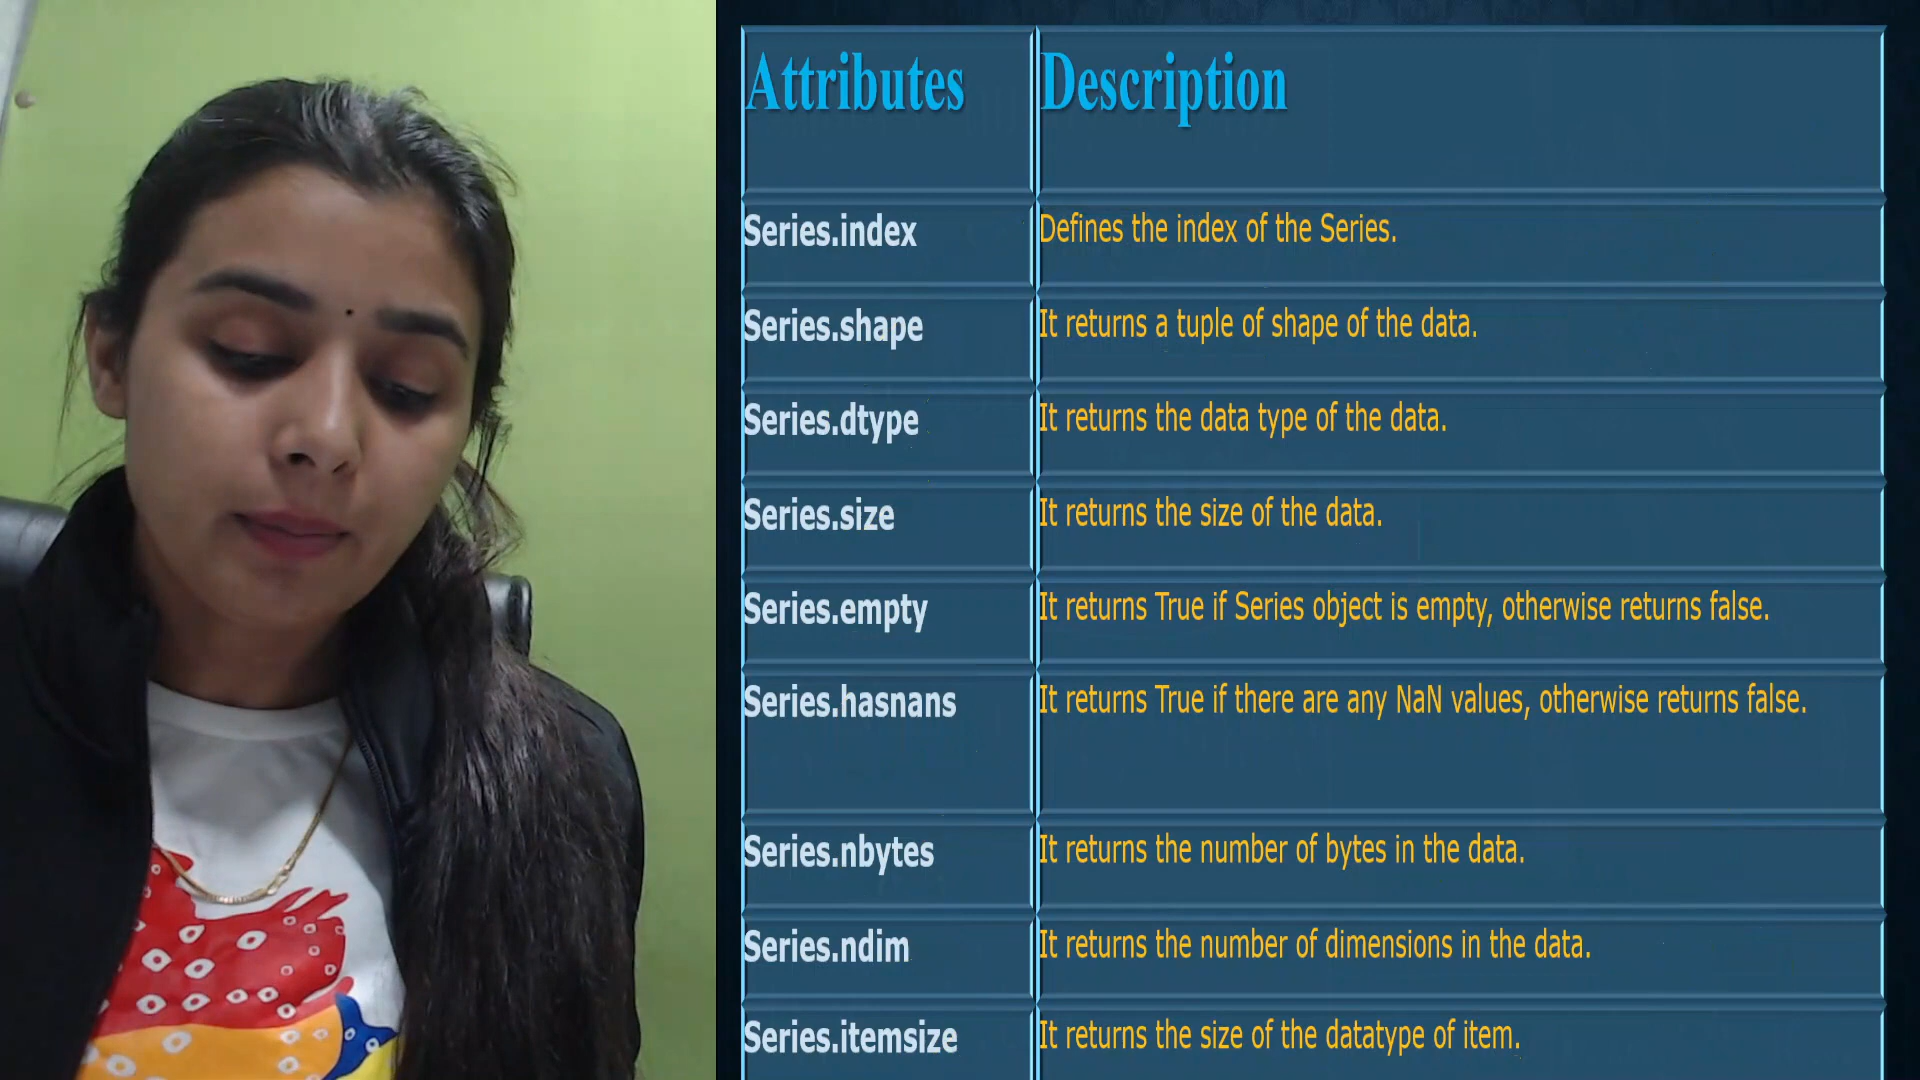 Attributes Description
Series.index Defines the index of the Series.
Series.shape It returns a tuple of shape of the data.
Series.dtype It returns the data type of the data.
Series.size It returns the size of the data.
Series.empty It returns True if Series object is empty, otherwise returns false.
Series.hasnans It returns True if there are any NaN values, otherwise returns false.
Series.nbytes It returns the number of bytes in the data.
Series.ndim It returns the number of dimensions in the data.
Series.itemsize It returns the size of the datatype of item.